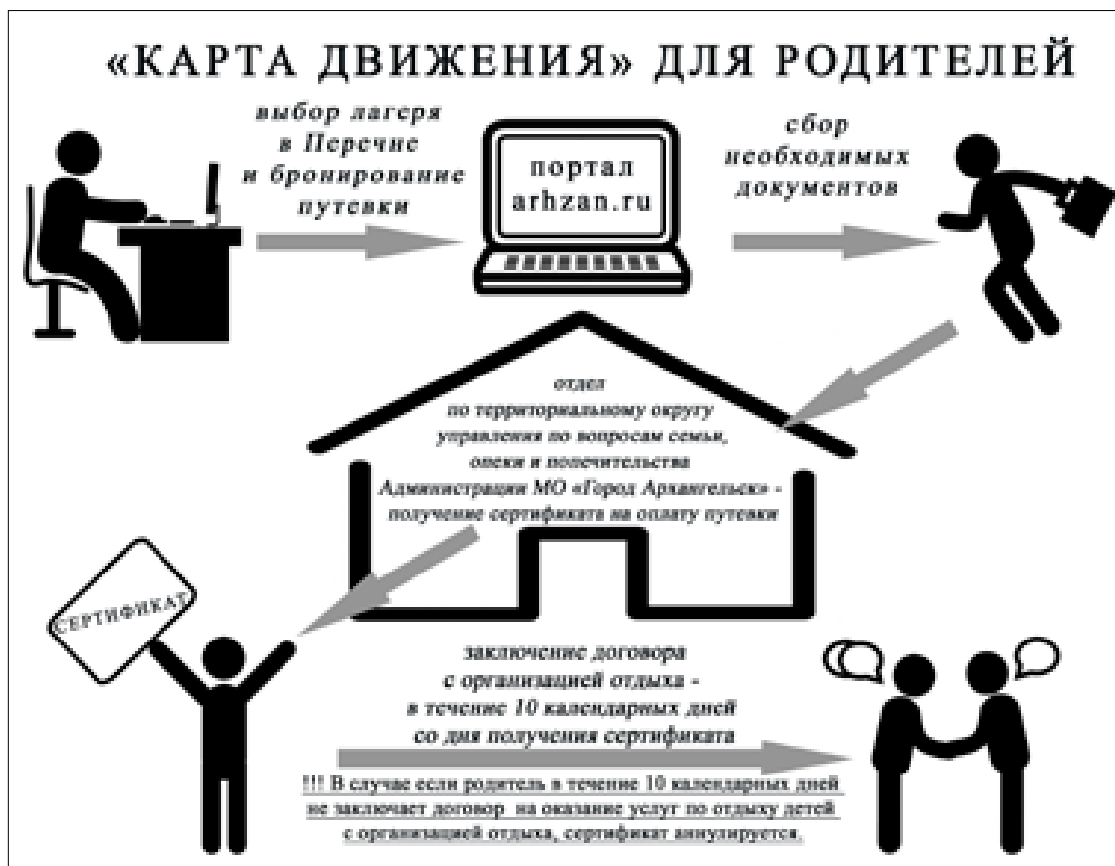 «КАРТА ДВИЖЕНИЯ» ДЛЯ РОДИТЕЛЕЙ
выбор лагеря
в Перечне
и бронирование
путевки
портал
arhzan.ru
сбор
необходимых
документов
отдел
по территориальному округу
управления по вопросам семьи,
опеки и попечительства
Администрации МО «Город Архангельск» -
получение сертификата на оплату путевки
СЕРТИФИКАТ
заключение договора
с организацией отдыха -
в течение 10 календарных дней
со дня получения сертификата
!!! В случае если родитель в течение 10 календарных дней
не заключает договор на оказание услуг по отдыху детей
с организацией отдыха, сертификат аннулируется.